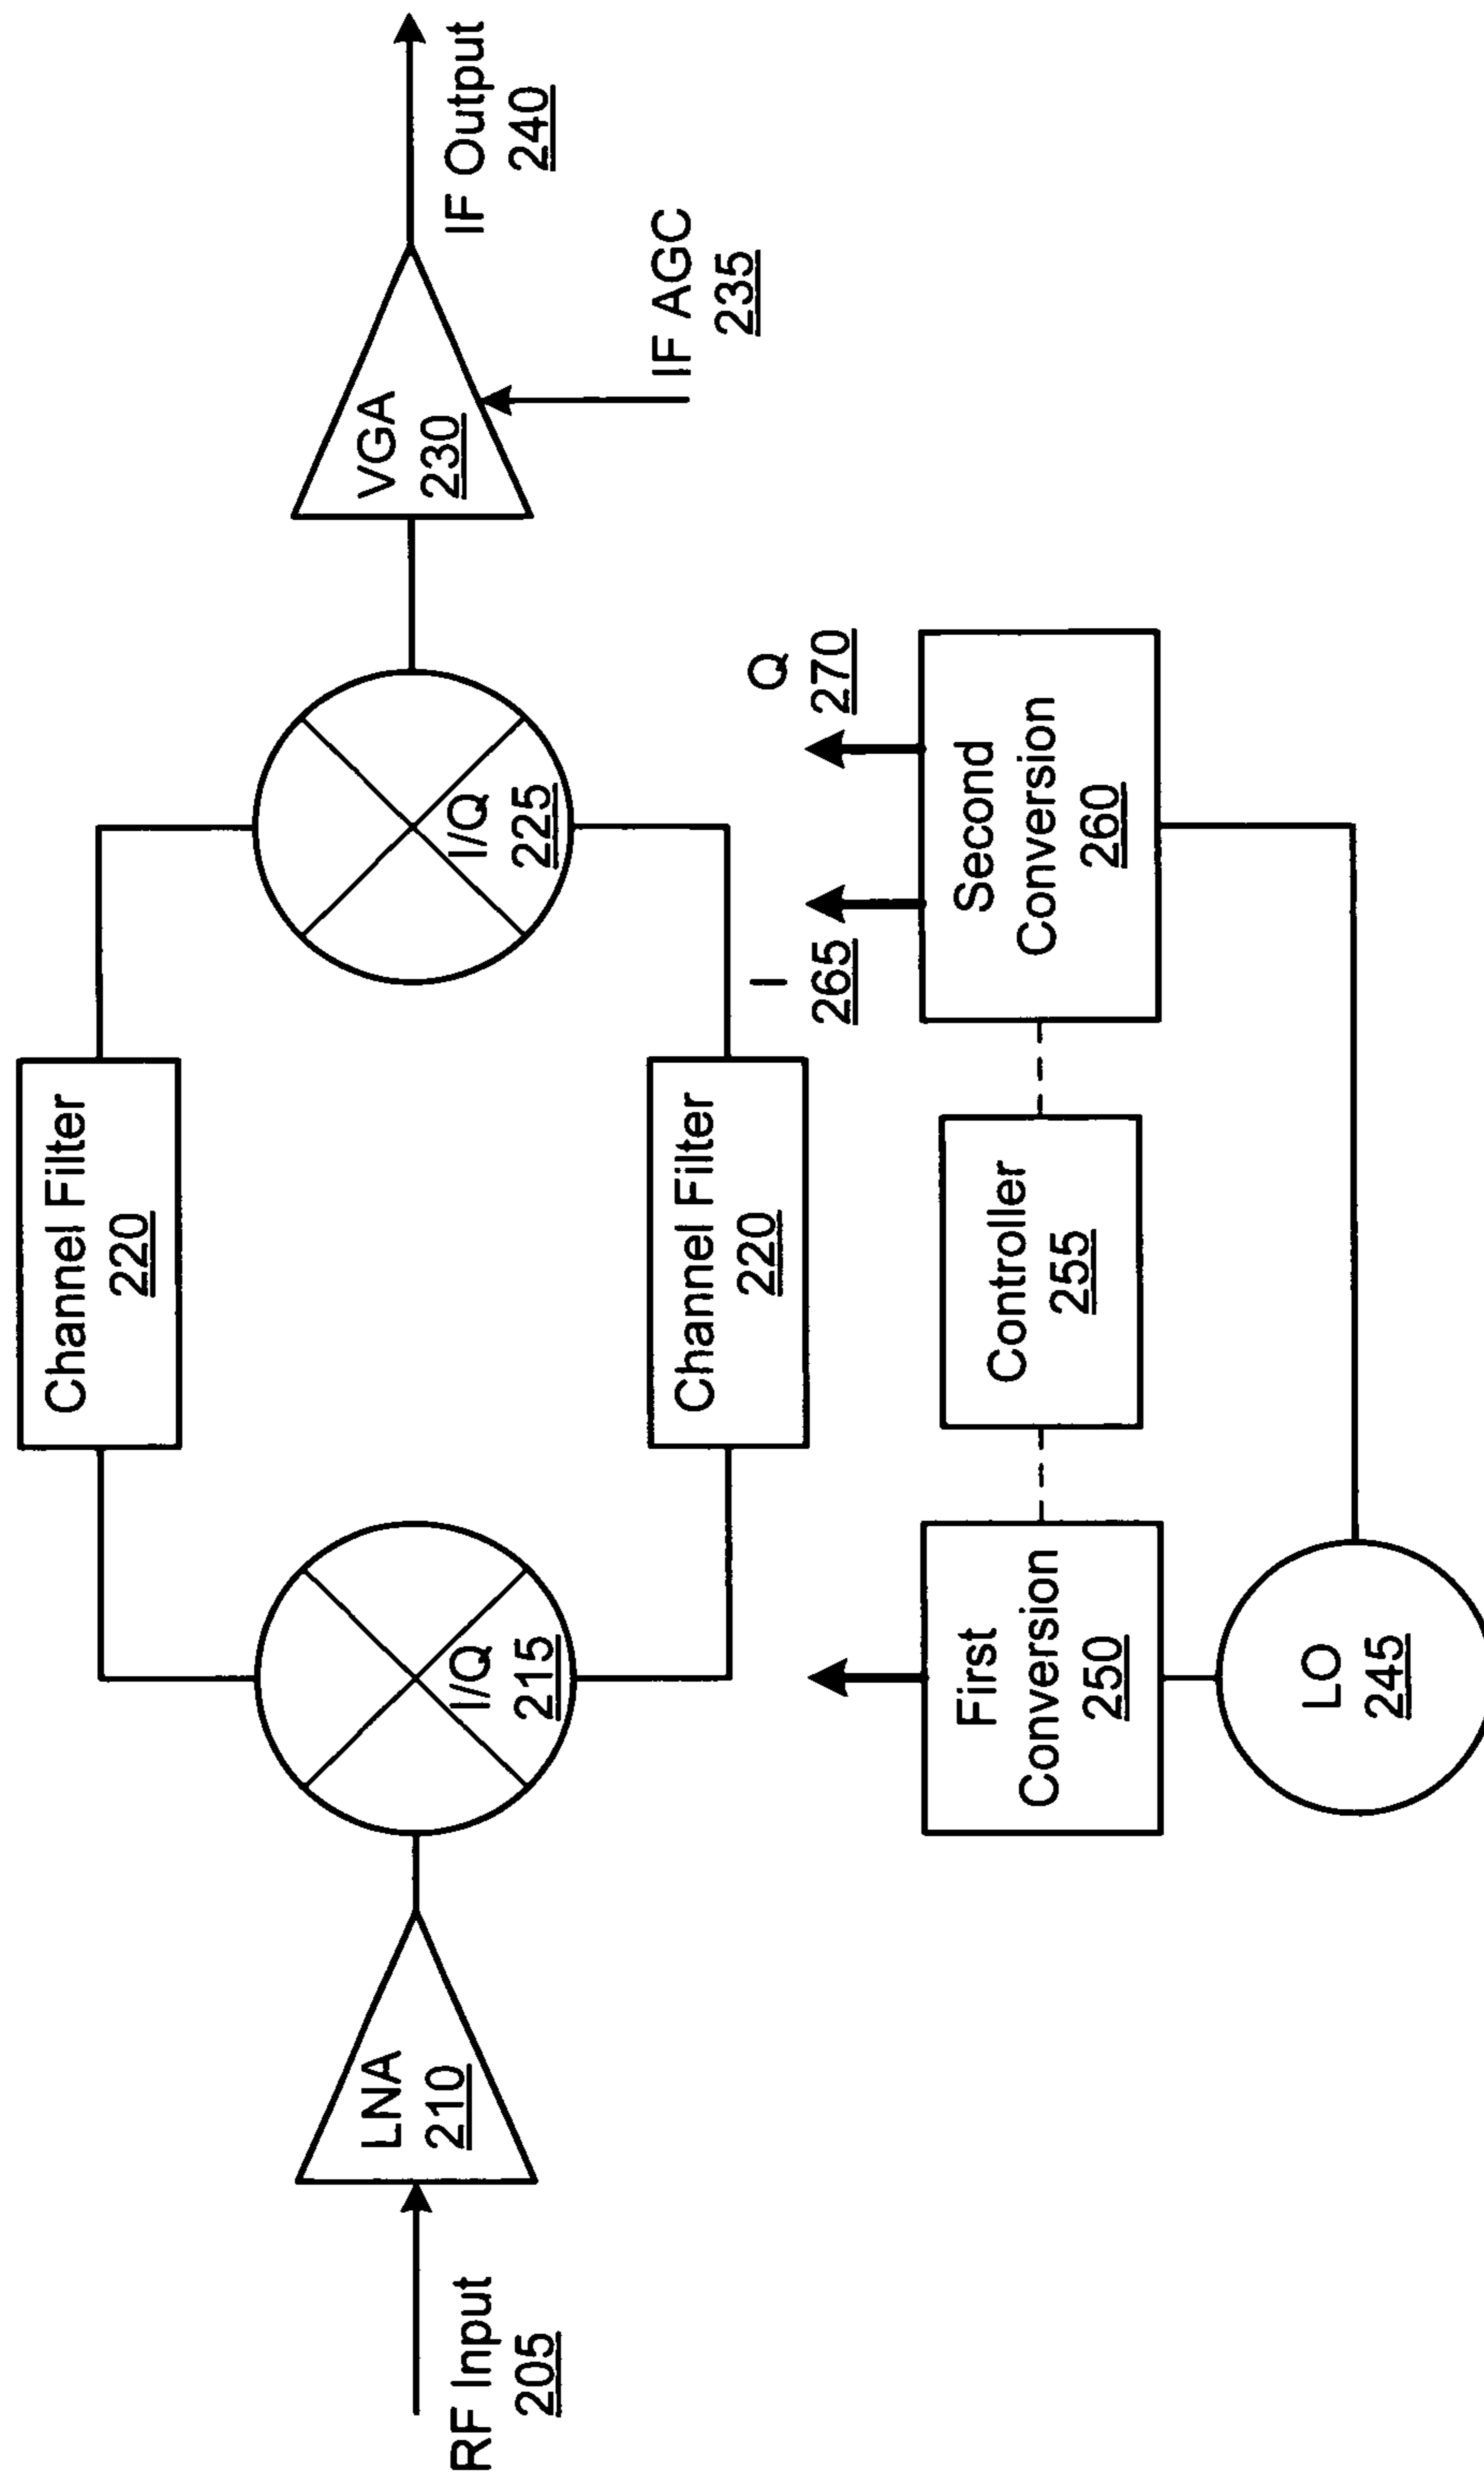 Channel Filter
220
RF Input
205
LNA
210
I/Q
215
I/Q
225
VGA
230
IF Output
240
IF AGC
235
Channel Filter
220
I
265
Q
270
First
Conversion
250
Controller
255
Second
Conversion
260
LO
245